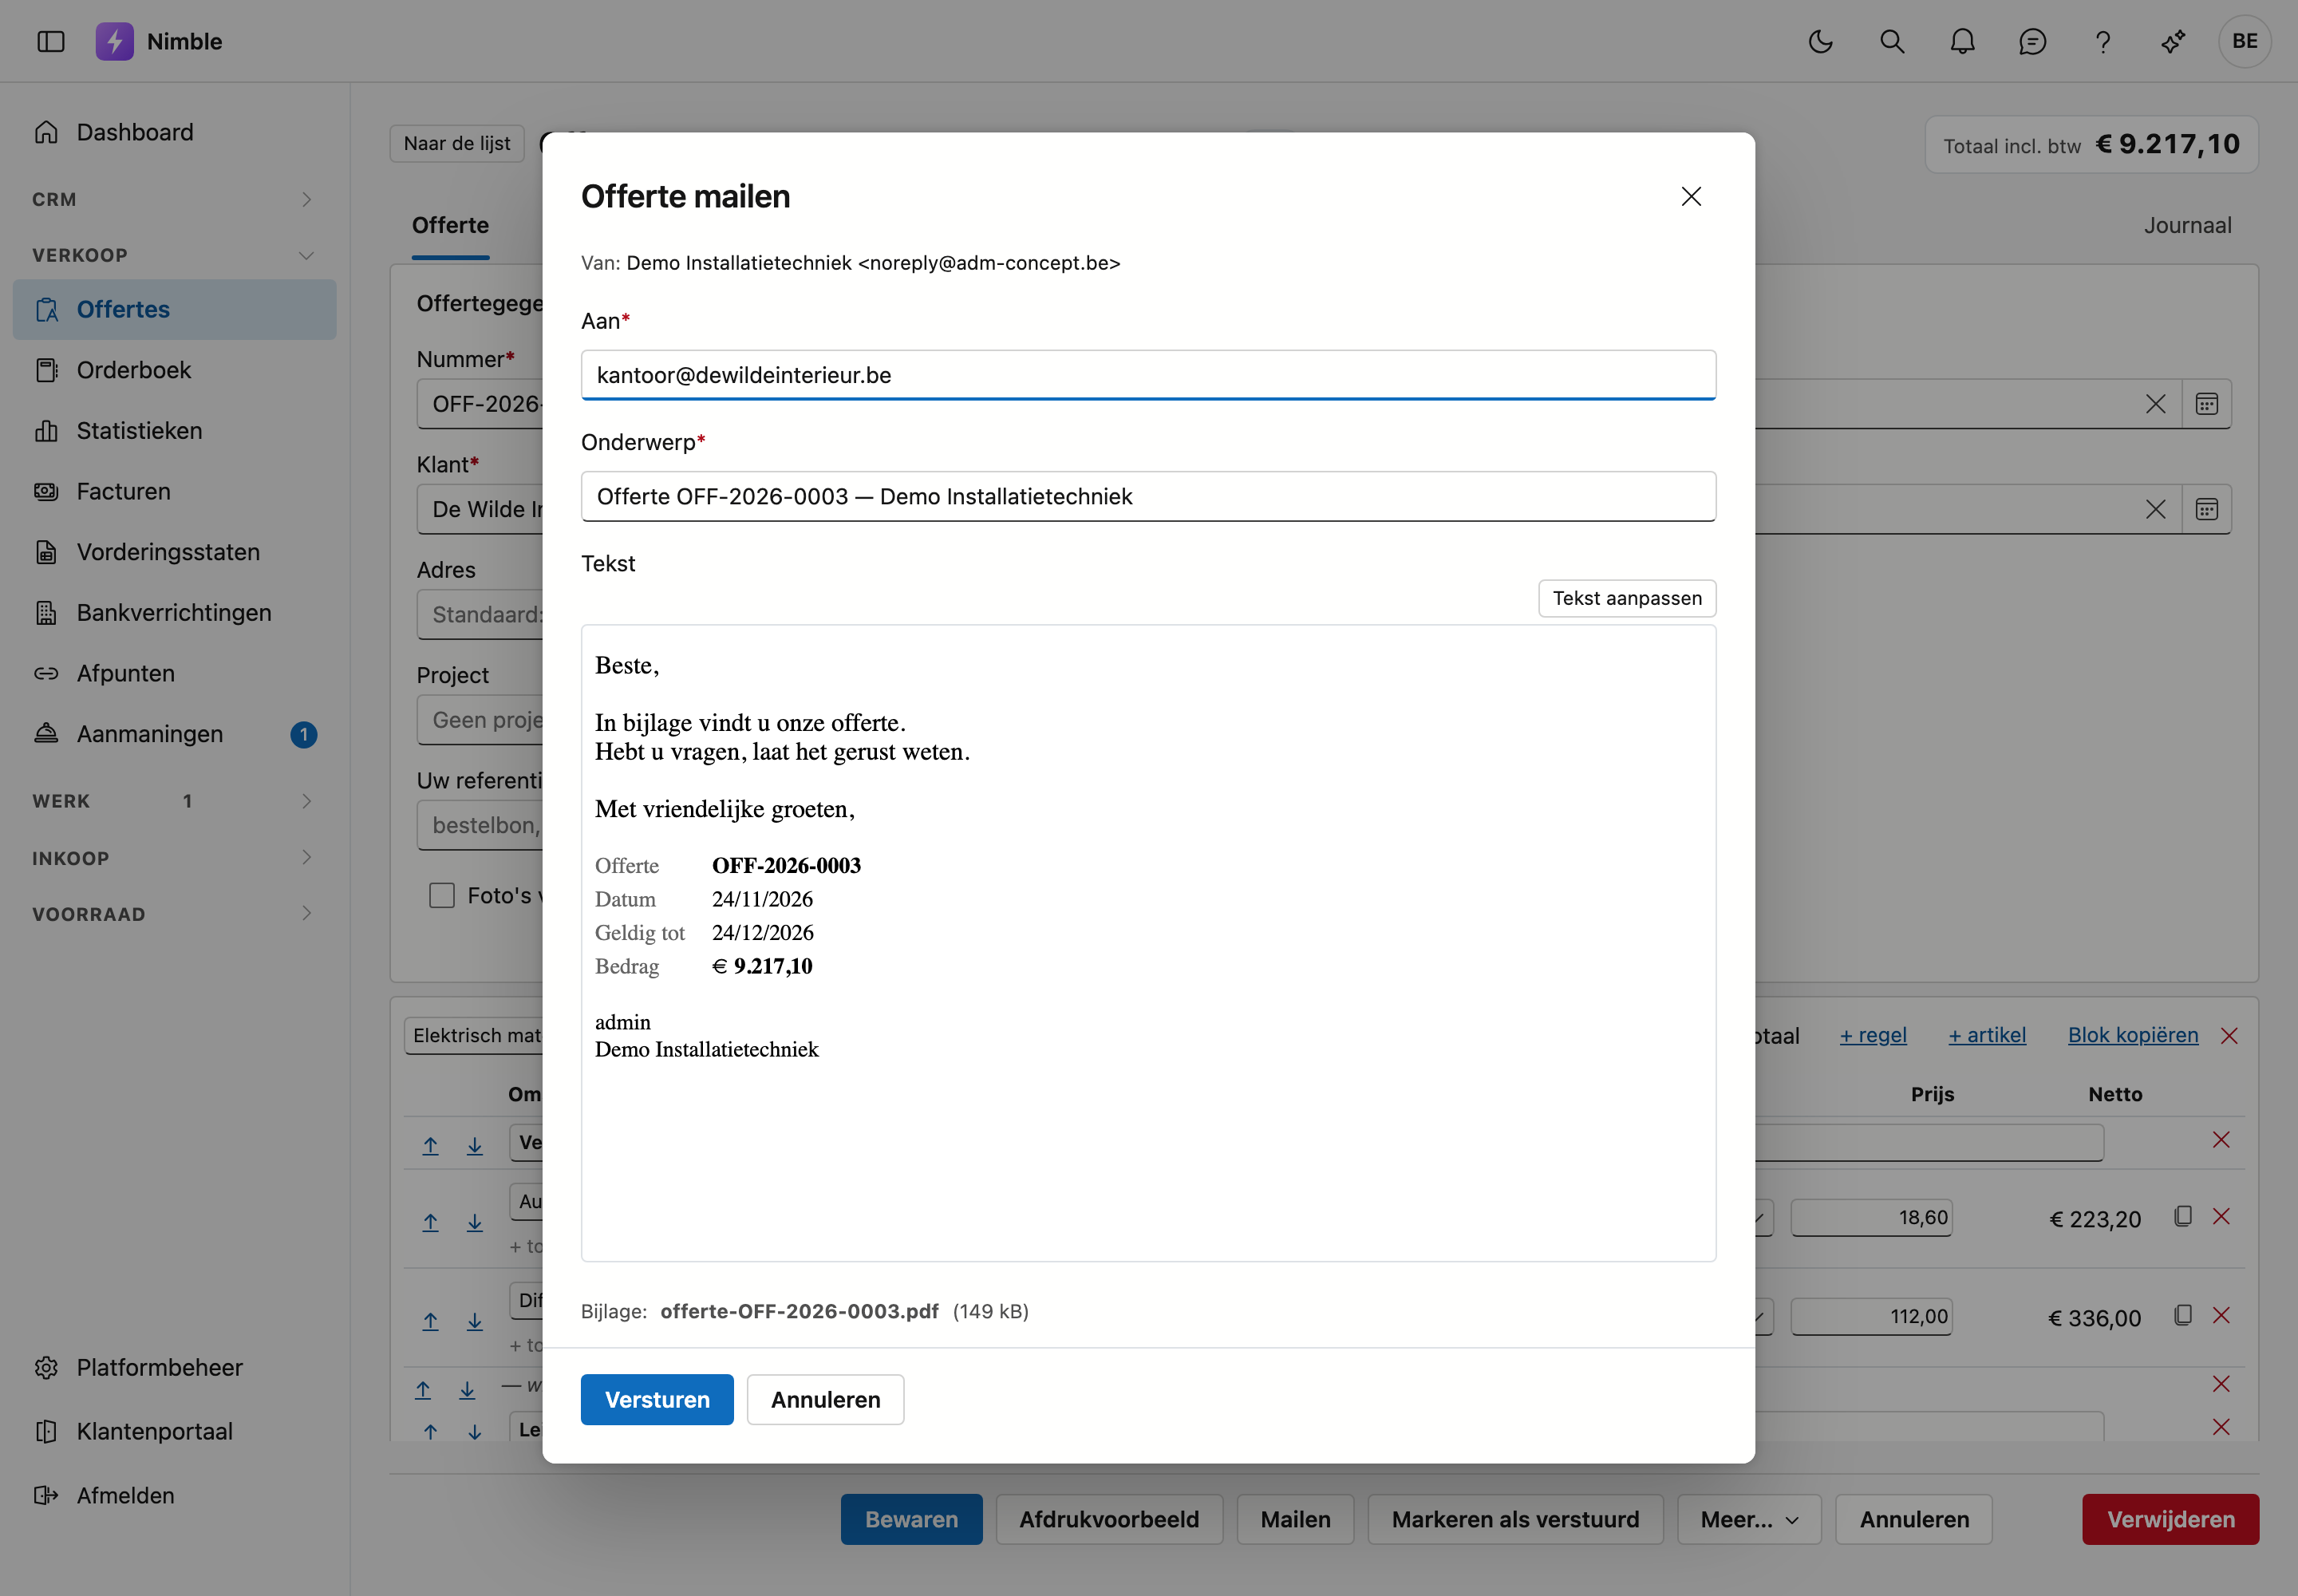 Nimble
BE
Dashboard
CRM
VERKOOP
Offertes
Orderboek
Statistieken
Facturen
Vorderingsstaten
Bankverrichtingen
Afpunten
Aanmaningen 1
WERK 1
INKOOP
VOORRAAD
Platformbeheer
Klantenportaal
Afmelden
Naar de lijst
Totaal incl. btw € 9.217,10
Offerte
Journaal
Nummer*
Klant*
Adres
Standaard:
Project
Uw referenti
bestelbon,
Foto's
Offerte mailen
Van: Demo Installatietechniek <noreply@adm-concept.be>
Aan*
kantoor@dewildeinterieur.be
Onderwerp*
Offerte OFF-2026-0003 — Demo Installatietechniek
Tekst
Tekst aanpassen
Beste,
In bijlage vindt u onze offerte.
Hebt u vragen, laat het gerust weten.
Met vriendelijke groeten,
Offerte OFF-2026-0003
Datum 24/11/2026
Geldig tot 24/12/2026
Bedrag € 9.217,10
admin
Demo Installatietechniek
Bijlage: offerte-OFF-2026-0003.pdf (149 kB)
Versturen
Annuleren
+ regel + artikel Blok kopiëren
Prijs Netto
18,60 € 223,20
112,00 € 336,00
Bewaren
Afdrukvoorbeeld
Mailen
Markeren als verstuurd
Meer...
Annuleren
Verwijderen